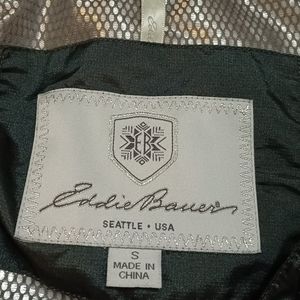 EB
Eddie Bauer
SEATTLE • USA
S
MADE IN
CHINA